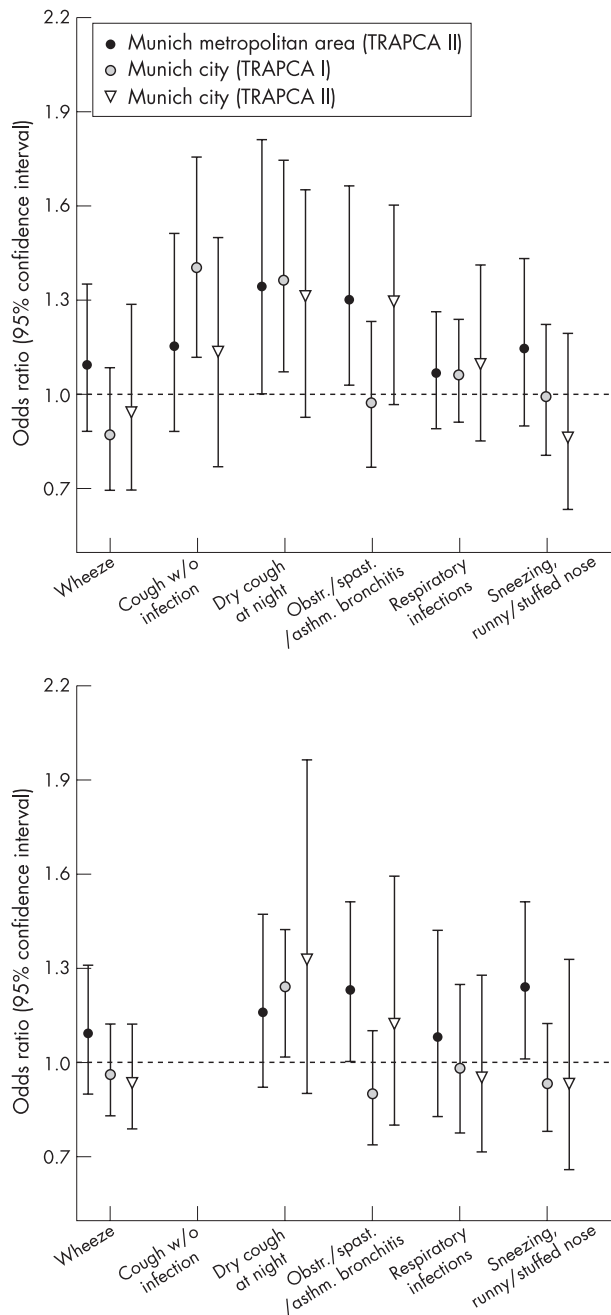 2.2
Munich metropolitan area (TRAPCA II)
Munich city (TRAPCA I)
Munich city (TRAPCA II)
1.9
1.6
1.3
1.0
0.7
Odds ratio (95% confidence interval)
Wheeze
Cough w/o
infection
Dry cough
at night
Obstr./spast.
/asthm. bronchitis
Respiratory
infections
Sneezing,
runny/stuffed nose
2.2
1.9
1.6
1.3
1.0
0.7
Odds ratio (95% confidence interval)
Wheeze
Cough w/o
infection
Dry cough
at night
Obstr./spast.
/asthm. bronchitis
Respiratory
infections
Sneezing,
runny/stuffed nose